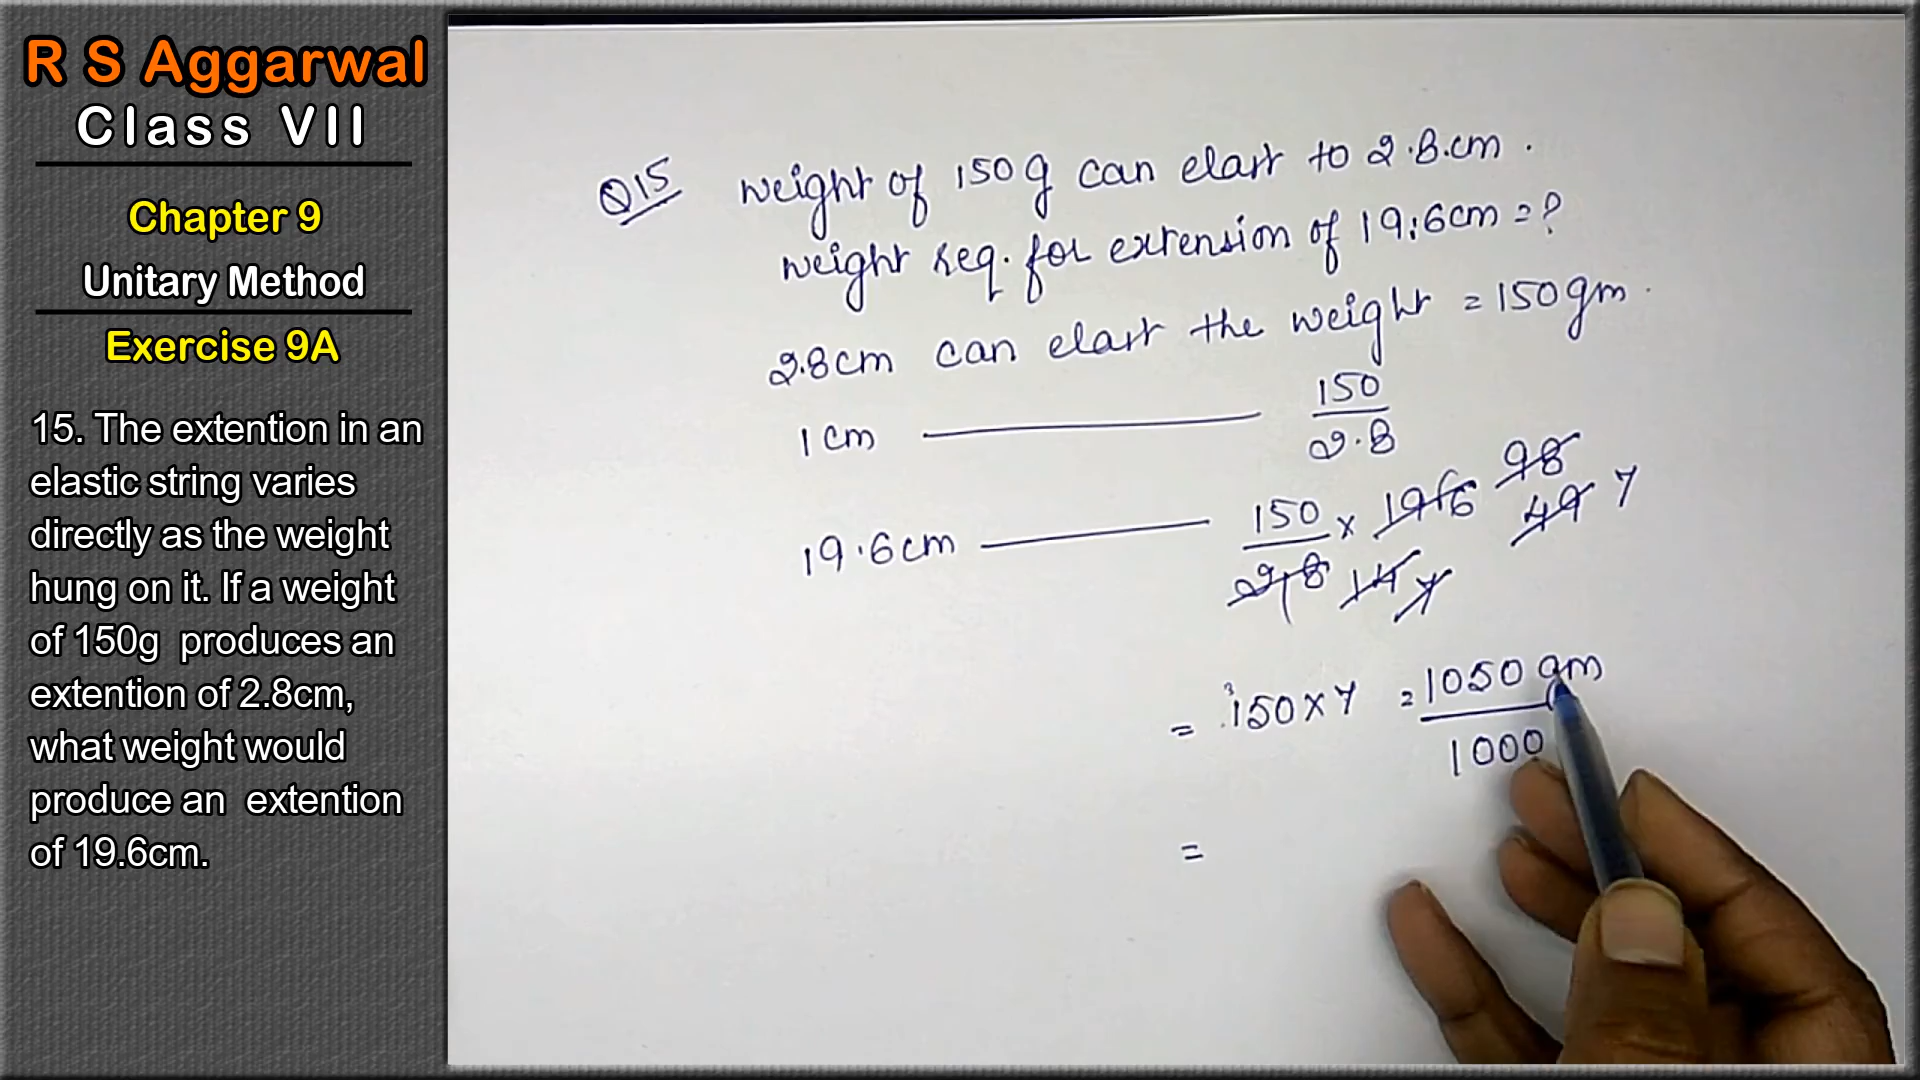 R S Aggarwal
Class VII
Chapter 9
Unitary Method
Exercise 9A
15. The extention in an
elastic string varies
directly as the weight
hung on it. If a weight
of 150g produces an
extention of 2.8cm,
what weight would
produce an extention
of 19.6cm.
Q15 weight of 150g can elast to 2.8.cm.
weight req. for extension of 19.6cm = ?
2.8cm can elast the weight = 150gm.
1cm 150
2.8
19.6cm 150 x 196 98
49 7
2.8 14 7
= 3 150 x 7 = 1050 gm
1000
=